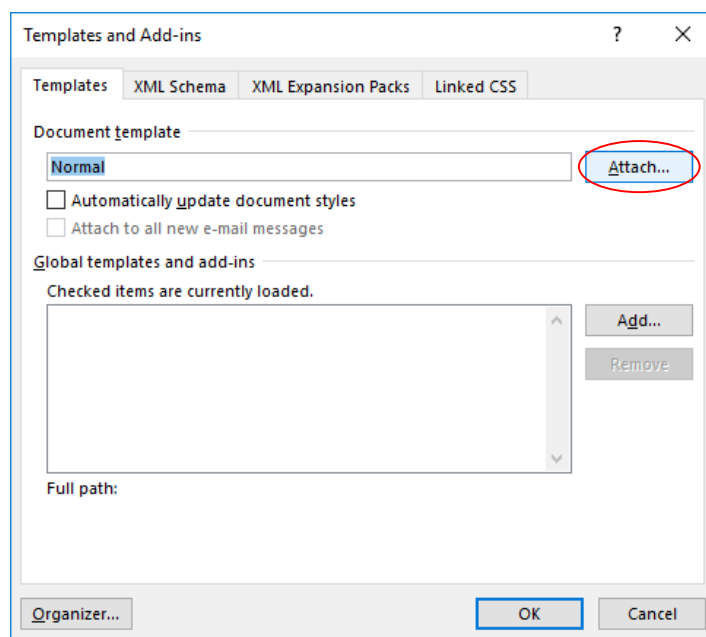 Templates and Add-ins ?
Templates XML Schema XML Expansion Packs Linked CSS
Document template
Normal Attach...
Automatically update document styles
Attach to all new e-mail messages
Global templates and add-ins
Checked items are currently loaded.
Add...
Remove
Full path:
Organizer... OK Cancel